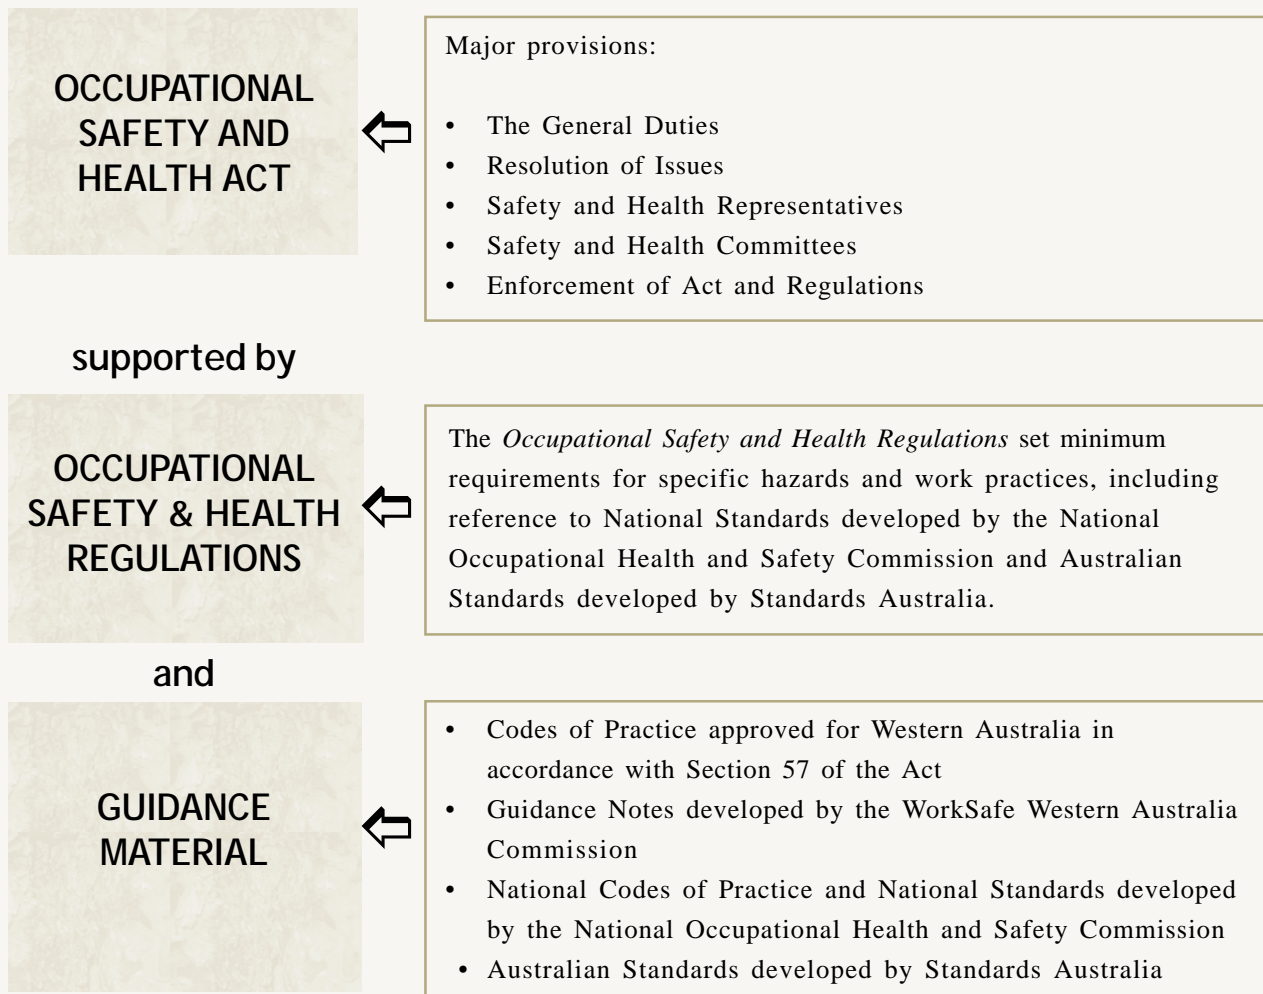 OCCUPATIONAL
SAFETY AND
HEALTH ACT
Major provisions:
• The General Duties
• Resolution of Issues
• Safety and Health Representatives
• Safety and Health Committees
• Enforcement of Act and Regulations
supported by
OCCUPATIONAL
SAFETY & HEALTH
REGULATIONS
The Occupational Safety and Health Regulations set minimum
requirements for specific hazards and work practices, including
reference to National Standards developed by the National
Occupational Health and Safety Commission and Australian
Standards developed by Standards Australia.
and
GUIDANCE
MATERIAL
• Codes of Practice approved for Western Australia in
accordance with Section 57 of the Act
• Guidance Notes developed by the WorkSafe Western Australia
Commission
• National Codes of Practice and National Standards developed
by the National Occupational Health and Safety Commission
• Australian Standards developed by Standards Australia